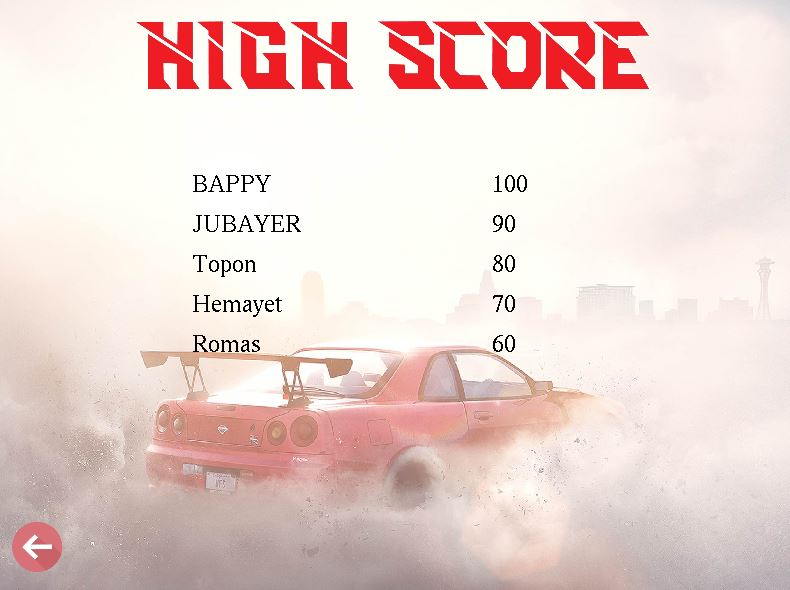 HIGH SCORE
BAPPY 100
JUBAYER 90
Topon 80
Hemayet 70
Romas 60